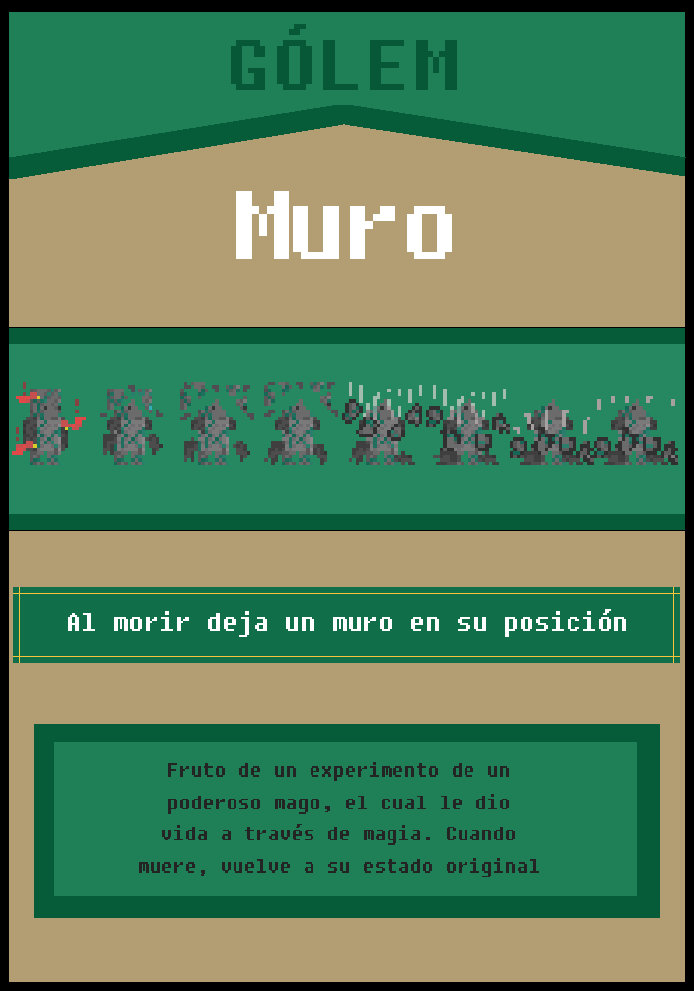 GÓLEM
Muro
Al morir deja un muro en su posición
Fruto de un experimento de un
poderoso mago, el cual le dio
vida a través de magia. Cuando
muere, vuelve a su estado original